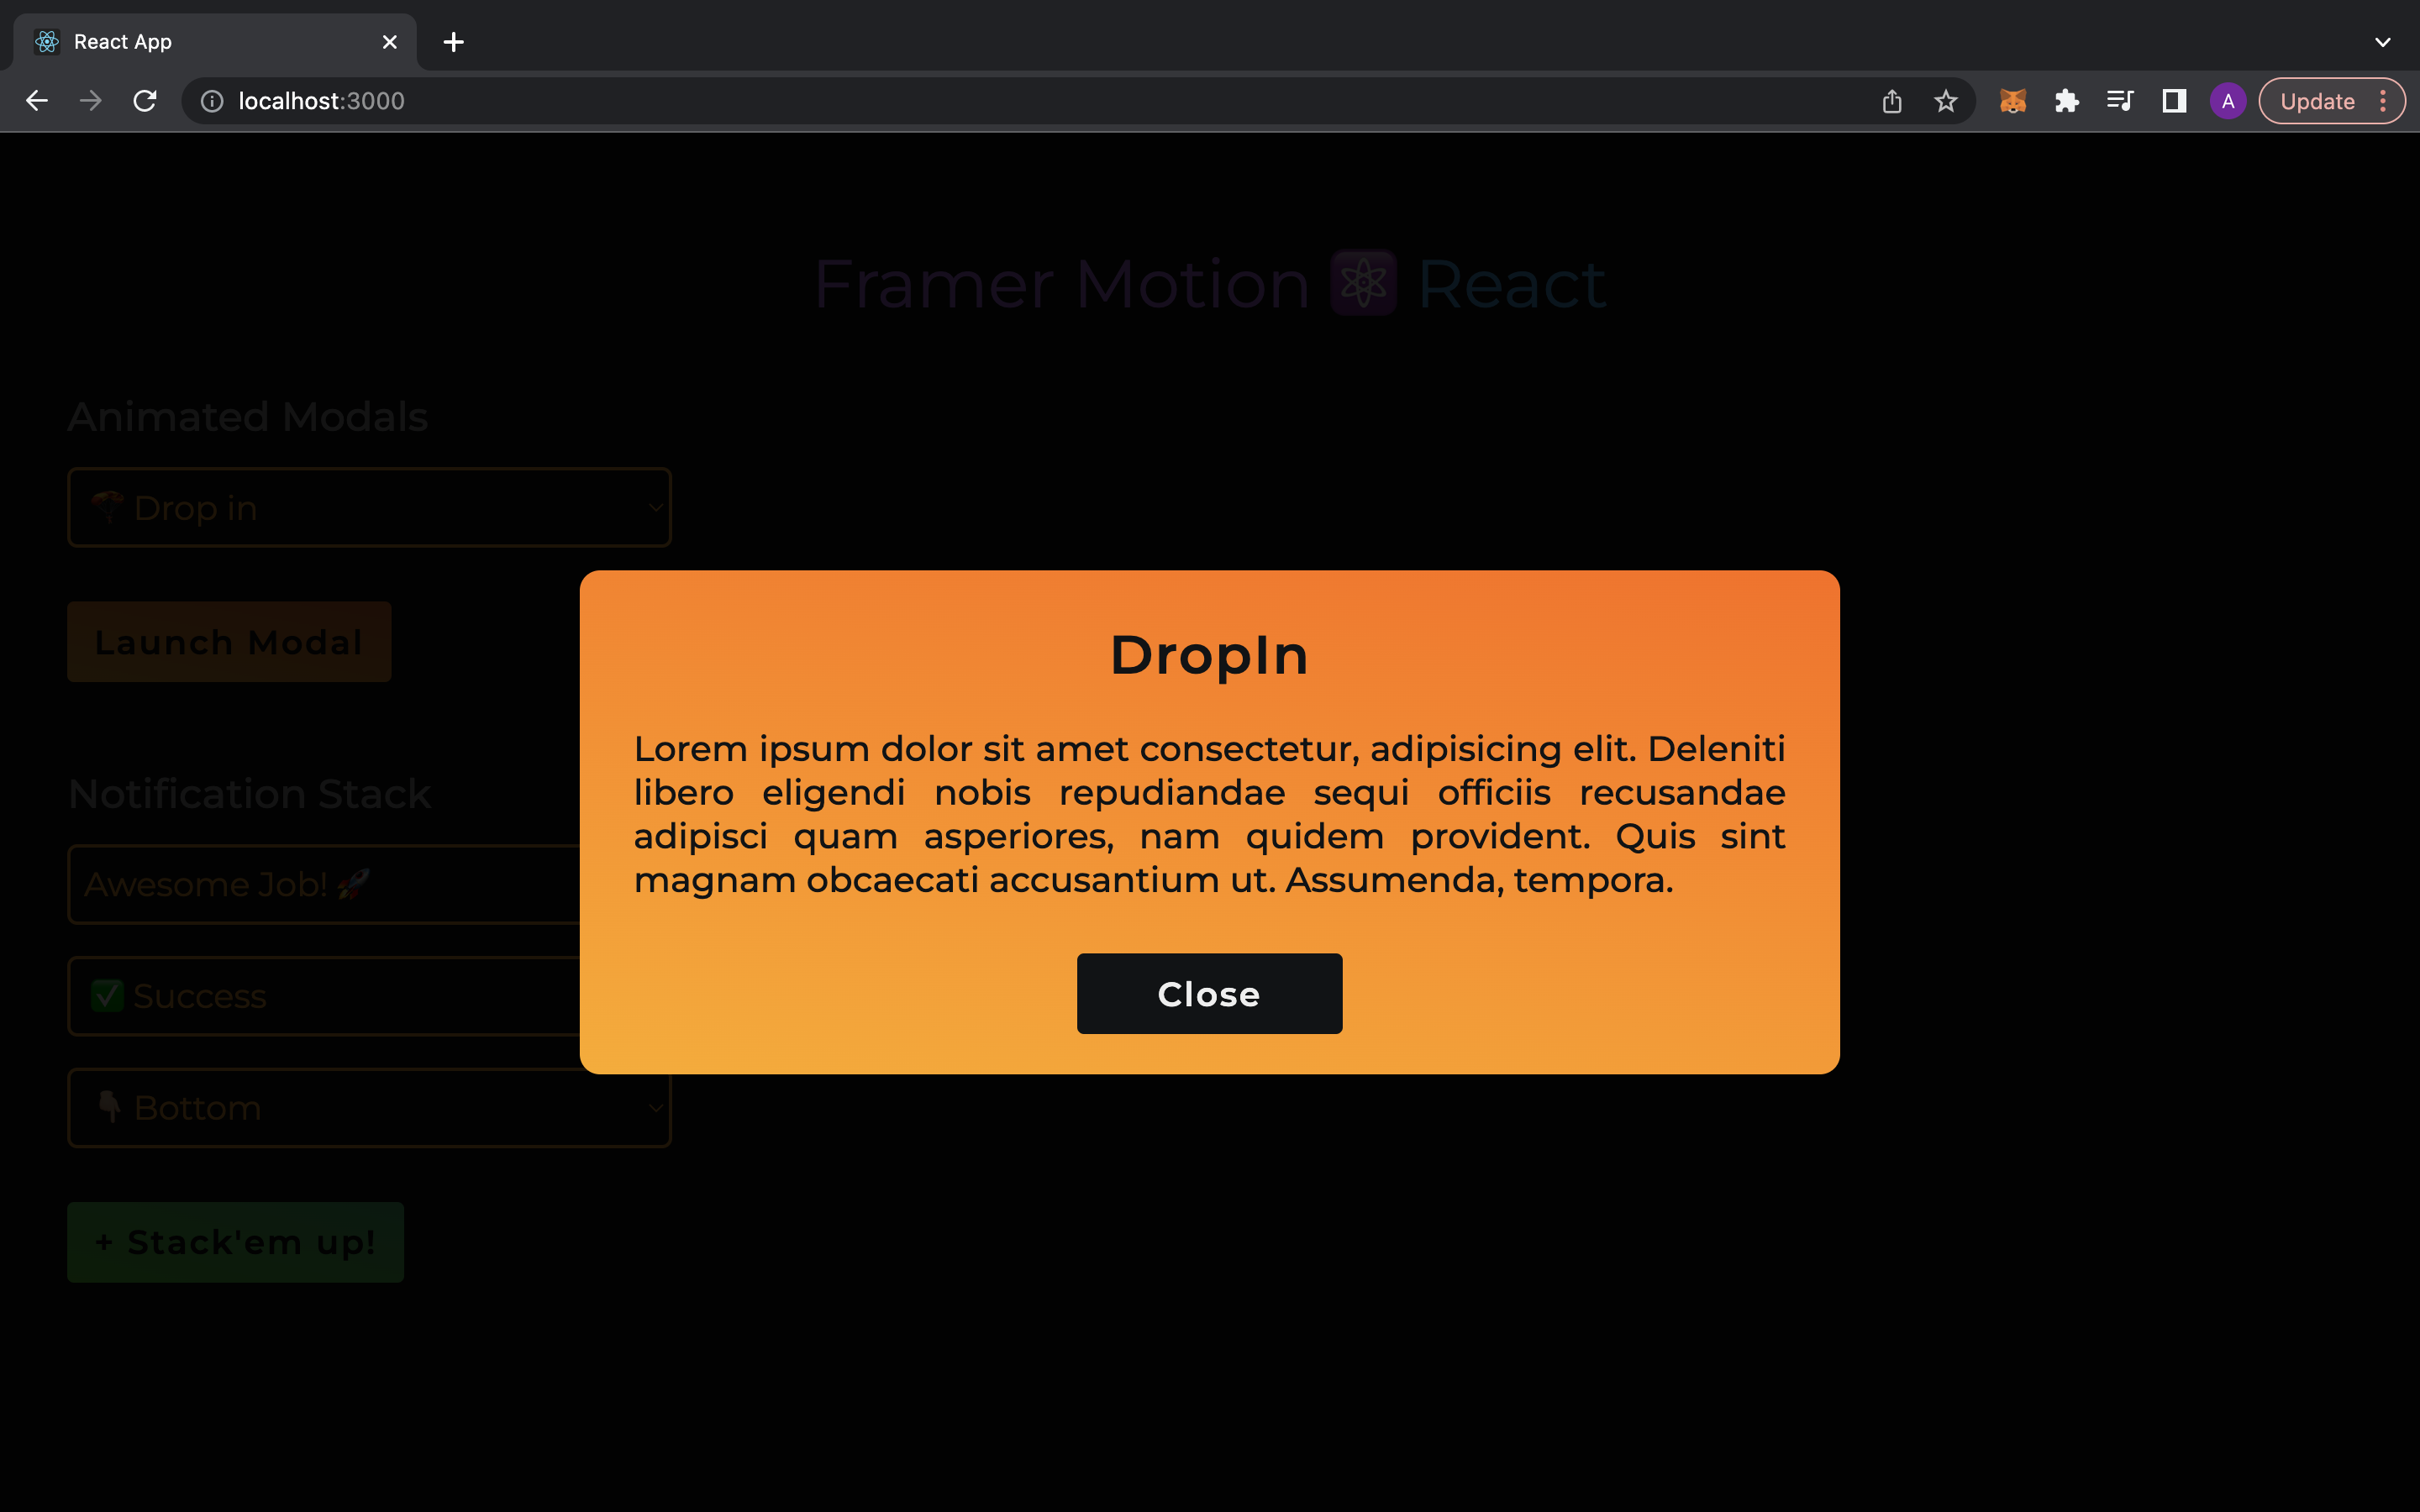 React App
localhost:3000
A
Update
Framer Motion ⚛️ React
Animated Modals
🪂 Drop in
Launch Modal
DropIn
Lorem ipsum dolor sit amet consectetur, adipisicing elit. Deleniti
libero eligendi nobis repudiandae sequi officiis recusandae
adipisci quam asperiores, nam quidem provident. Quis sint
magnam obcaecati accusantium ut. Assumenda, tempora.
Close
Notification Stack
Awesome Job! 🚀
✅ Success
👇 Bottom
+ Stack'em up!